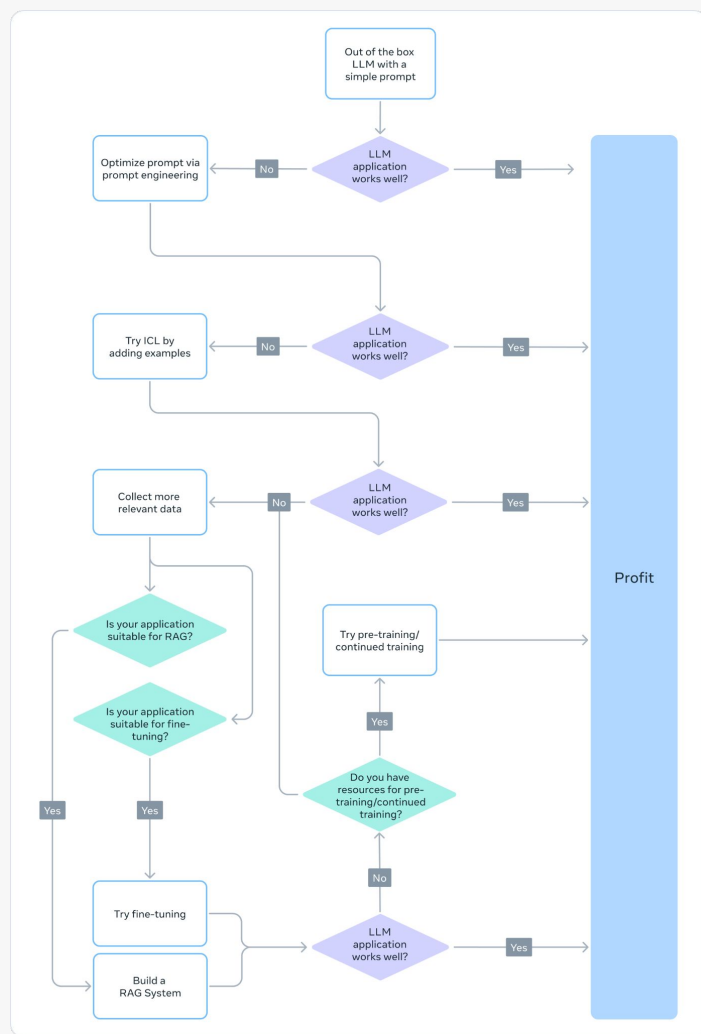 Out of the box
LLM with a
simple prompt
Optimize prompt via
prompt engineering
No
LLM
application
works well?
Yes
Try ICL by
adding examples
No
LLM
application
works well?
Yes
Collect more
relevant data
No
LLM
application
works well?
Yes
Profit
Is your application
suitable for RAG?
Try pre-training/
continued training
Is your application
suitable for fine-
tuning?
Yes
Do you have
resources for pre-
training/continued
training?
Yes
Yes
No
Try fine-tuning
LLM
application
works well?
Yes
Build a
RAG System